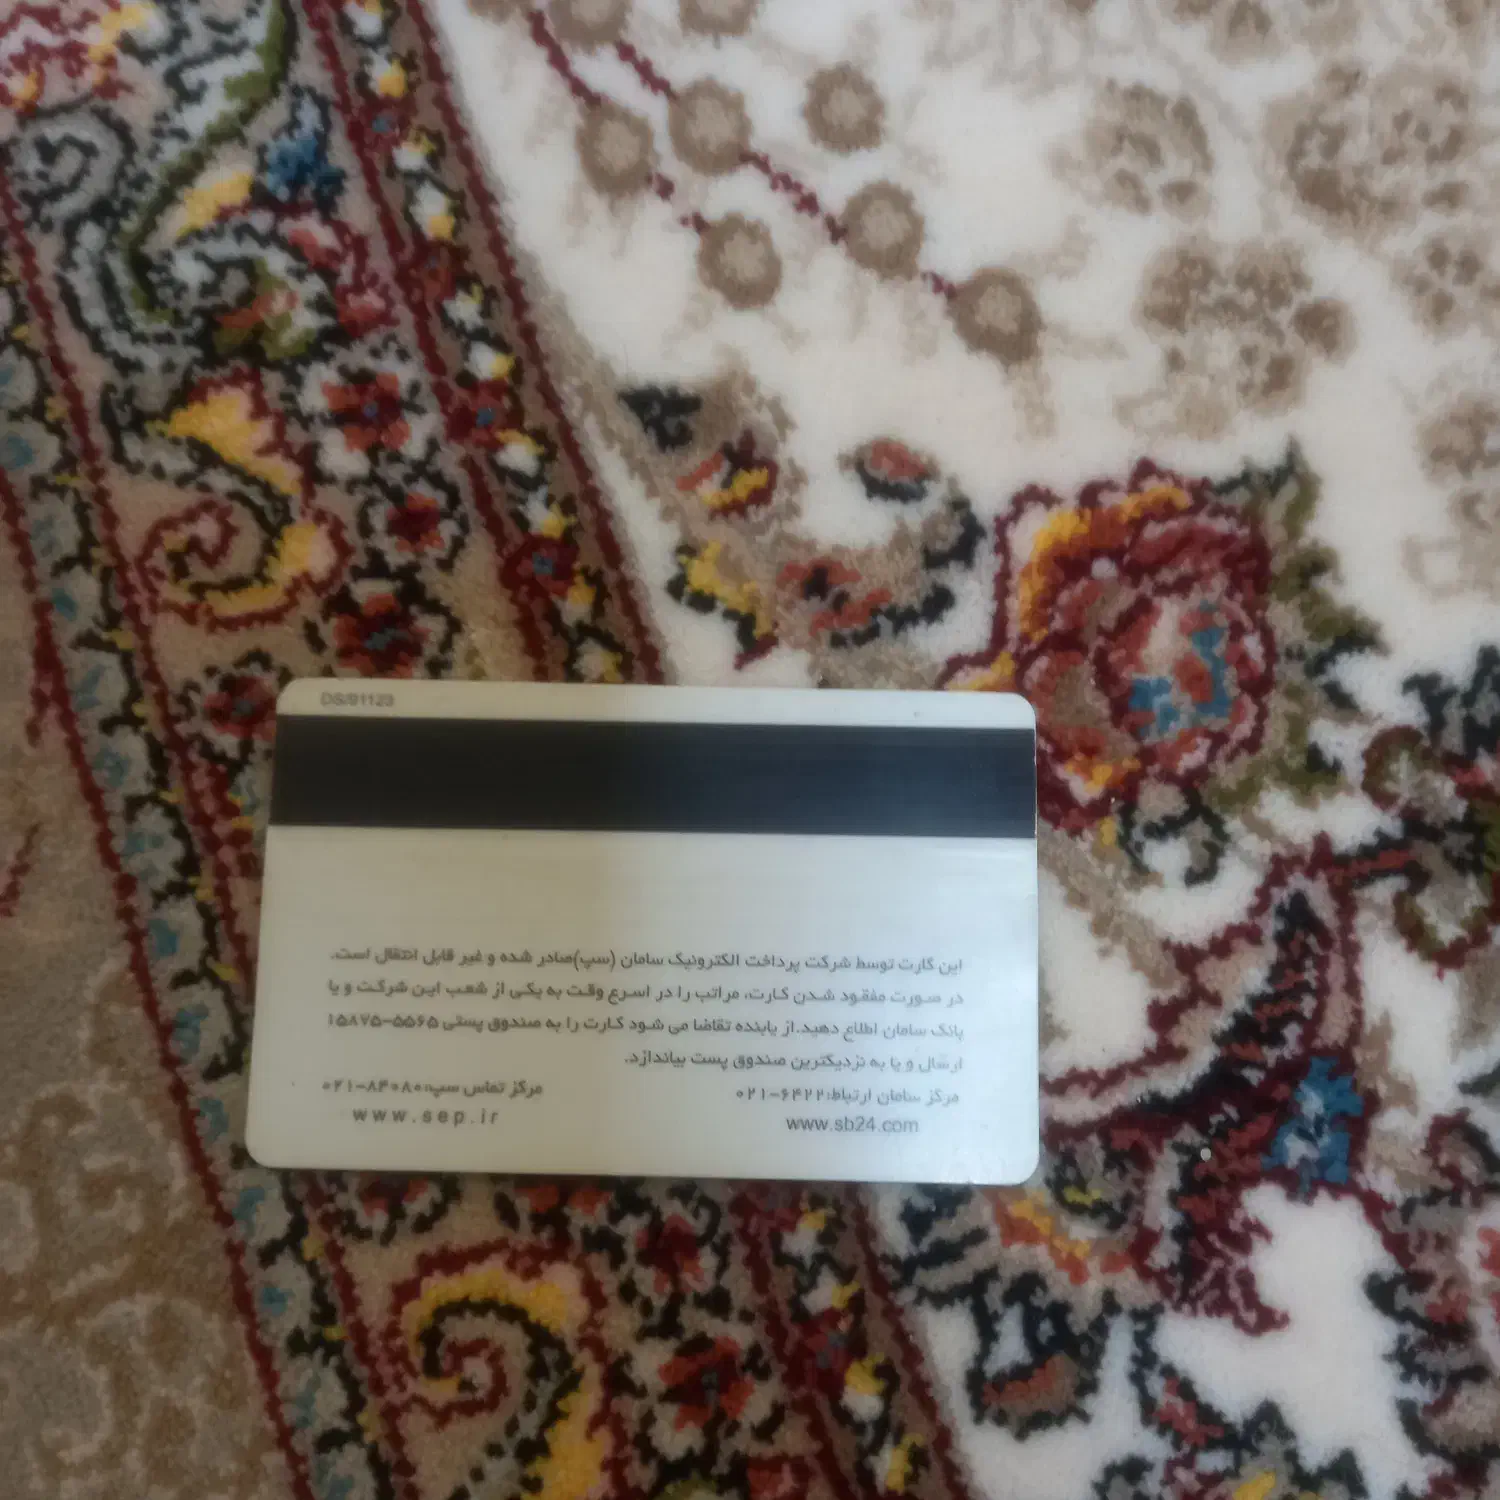 DS/91123
این کارت توسط شرکت پرداخت الکترونیک سامان (سپ)صادر شده و غیر قابل انتقال است.
در صورت مفقود شدن کارت، مراتب را در اسرع وقت به یکی از شعب این شرکت و یا
بانک سامان اطلاع دهید.از یابنده تقاضا می شود کارت را به صندوق پستی ۵۵۶۵-۱۵۸۷۵
ارسال و یا به نزدیکترین صندوق پست بیاندازد.
مرکز سامان ارتباط:۶۴۲۲-۰۲۱ مرکز تماس سپ:۸۴۰۸۰-۰۲۱
www.sb24.com www.sep.ir